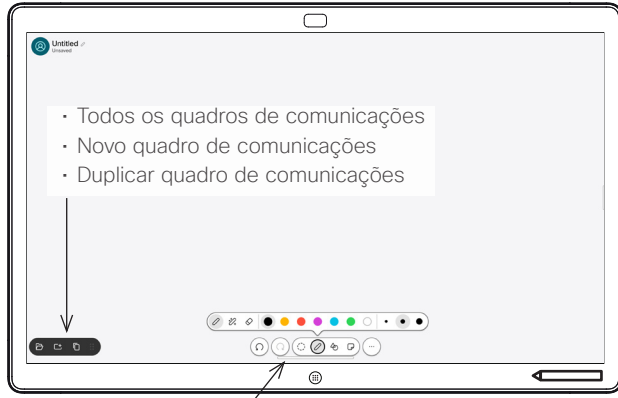 Untitled
Unsaved
· Todos os quadros de comunicações
· Novo quadro de comunicações
· Duplicar quadro de comunicações